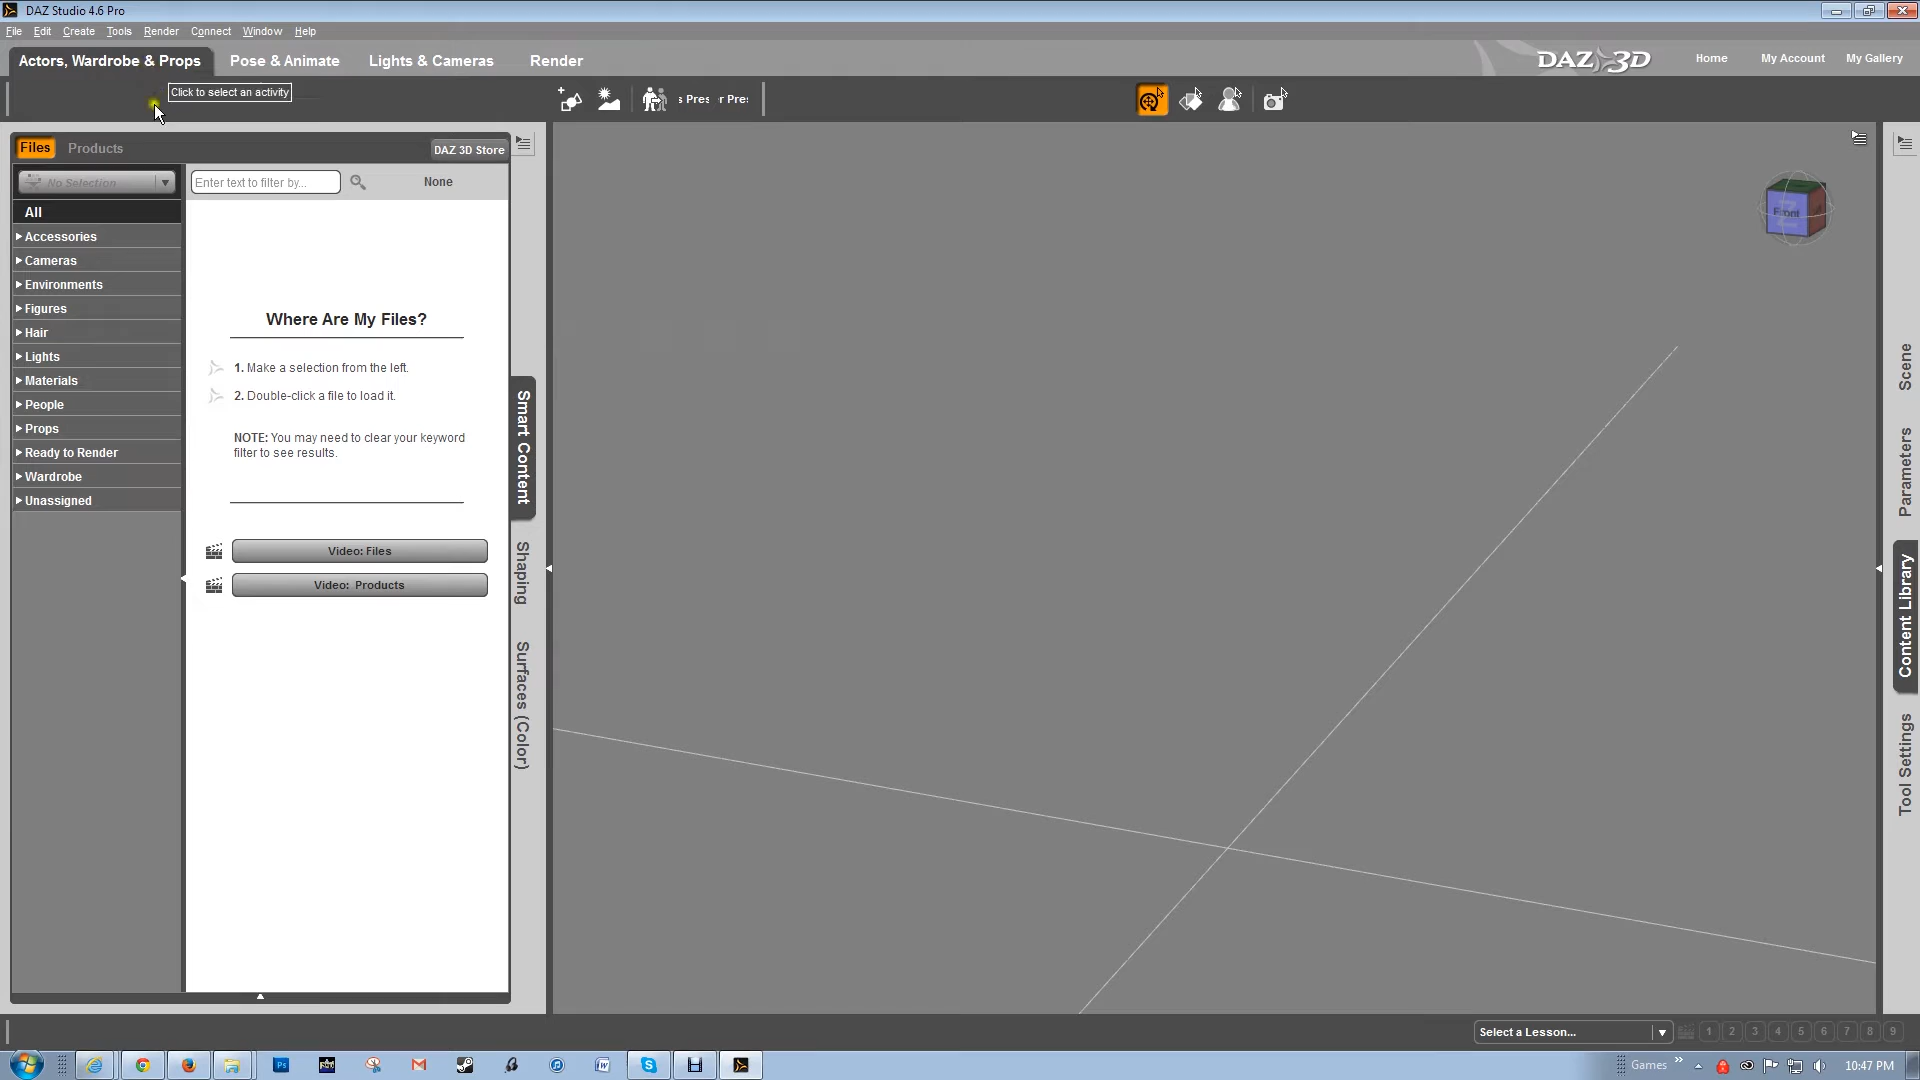 DAZ Studio 4.6 Pro
File Edit Create Tools Render Connect Window Help
Actors, Wardrobe & Props Pose & Animate Lights & Cameras Render
DAZ 3D Home My Account My Gallery
Click to select an activity
s Pres r Pre
Files Products DAZ 3D Store
No Selection Enter text to filter by... None
All
Accessories
Cameras
Environments
Figures
Hair
Lights
Materials
People
Props
Ready to Render
Wardrobe
Unassigned
Where Are My Files?
1. Make a selection from the left.
2. Double-click a file to load it.
NOTE: You may need to clear your keyword
filter to see results.
Video: Files
Video: Products
Smart Content
Shaping
Surfaces (Color)
Front
Scene
Parameters
Content Library
Tool Settings
Select a Lesson... 1 2 3 4 5 6 7 8 9
Ps W S Games 10:47 PM